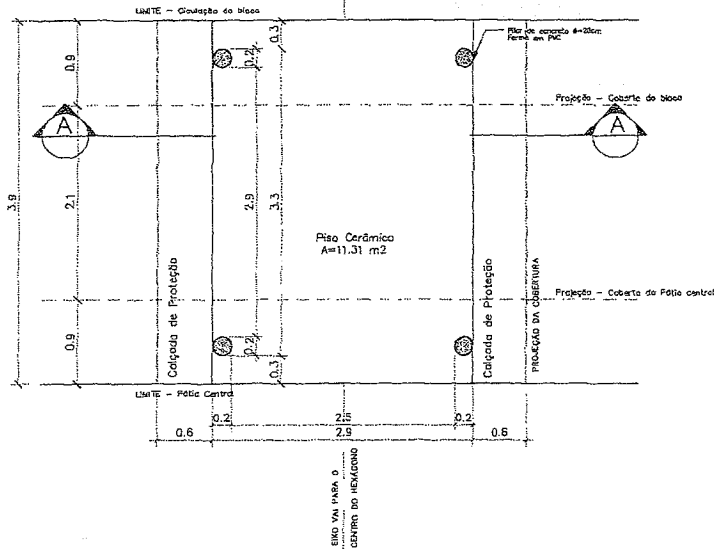 LIMITE - Circulação do bloco
Pilar de concreto ø=20cm
Forma em PVC
0.3
0.2
0.9
Projeção - Coberta do bloco
A
A
3.9
2.1
2.9
3.3
3.3
Piso Cerâmico
A=11.31 m2
Calçada de Proteção
Calçada de Proteção
PROJEÇÃO DA COBERTURA
Projeção - Coberta do Pátio central
0.9
0.2
0.3
LIMITE - Pátio Central
0.2
2.5
0.2
0.6
2.9
0.6
EIXO VAI PARA O
CENTRO DO HEXÁGONO